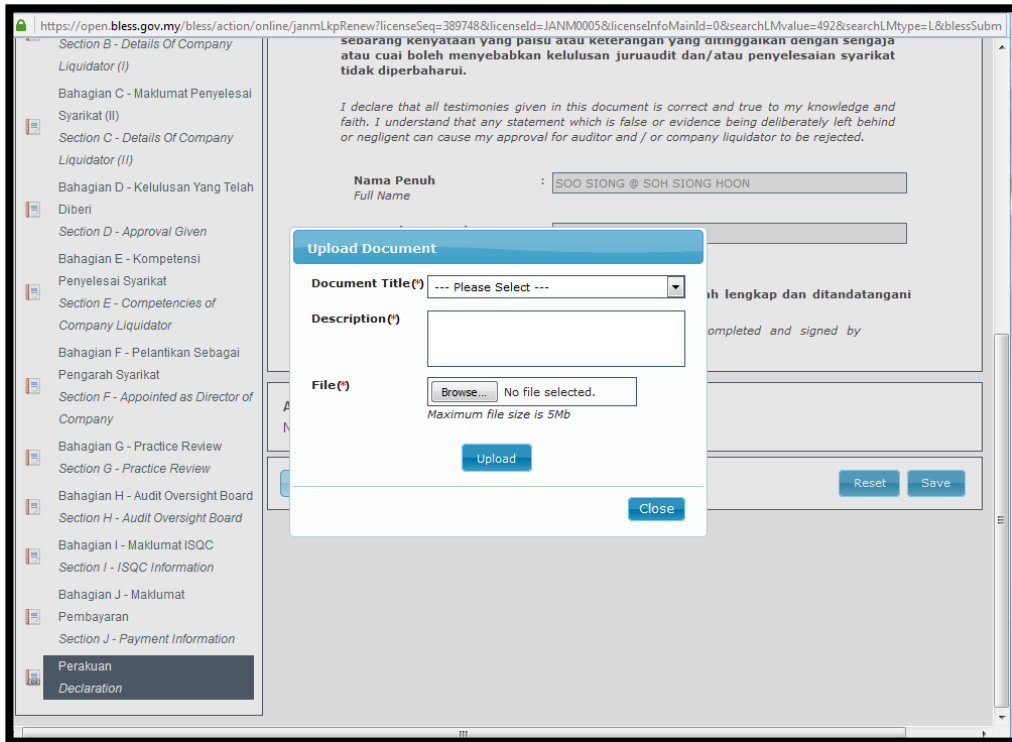 https://open.bless.gov.my/bless/action/online/janmLkpRenew?licenseSeq=389748&licenseId=JANM0005&licenseInfoMainId=0&searchLMvalue=492&searchLMtype=L&blessSubm
Section B - Details Of Company
Liquidator (I)
Bahagian C - Maklumat Penyelesai
Syarikat (II)
Section C - Details Of Company
Liquidator (II)
Bahagian D - Kelulusan Yang Telah
Diberi
Section D - Approval Given
Bahagian E - Kompetensi
Penyelesai Syarikat
Section E - Competencies of
Company Liquidator
Bahagian F - Pelantikan Sebagai
Pengarah Syarikat
Section F - Appointed as Director of
Company
Bahagian G - Practice Review
Section G - Practice Review
Bahagian H - Audit Oversight Board
Section H - Audit Oversight Board
Bahagian I - Maklumat ISQC
Section I - ISQC Information
Bahagian J - Maklumat
Pembayaran
Section J - Payment Information
Perakuan
Declaration
sebarang kenyataan yang palsu atau keterangan yang ditinggalkan dengan sengaja
atau cuai boleh menyebabkan kelulusan juruaudit dan/atau penyelesaian syarikat
tidak diperbaharui.
I declare that all testimonies given in this document is correct and true to my knowledge and
faith. I understand that any statement which is false or evidence being deliberately left behind
or negligent can cause my approval for auditor and / or company liquidator to be rejected.
Nama Penuh : SOO SIONG @ SOH SIONG HOON
Full Name
Upload Document
Document Title(*) --- Please Select ---
lengkap dan ditandatangani
Description(*)
completed and signed by
File(*) Browse... No file selected.
Maximum file size is 5Mb
Upload
Reset Save
Close